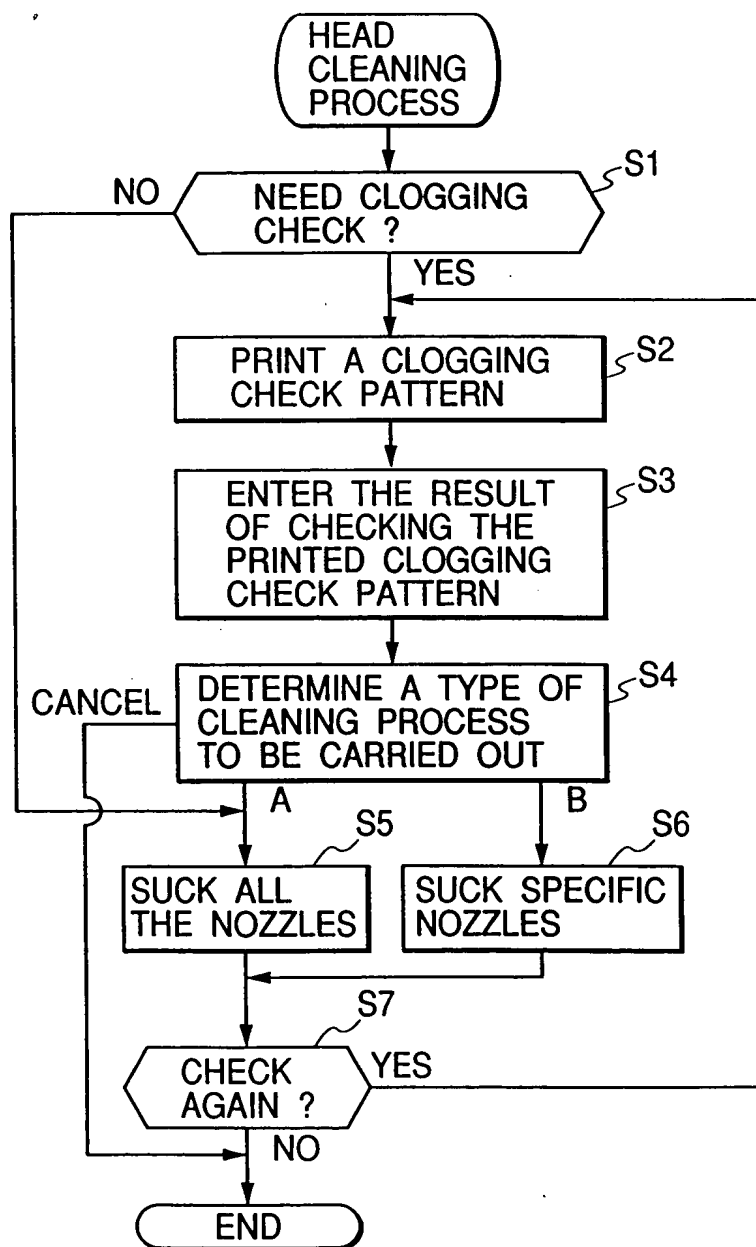 HEAD
CLEANING
PROCESS
S1
NO
NEED CLOGGING
CHECK ?
YES
S2
PRINT A CLOGGING
CHECK PATTERN
S3
ENTER THE RESULT
OF CHECKING THE
PRINTED CLOGGING
CHECK PATTERN
S4
CANCEL
DETERMINE A TYPE OF
CLEANING PROCESS
TO BE CARRIED OUT
A
B
S5
SUCK ALL
THE NOZZLES
S6
SUCK SPECIFIC
NOZZLES
S7
CHECK
AGAIN ?
YES
NO
END